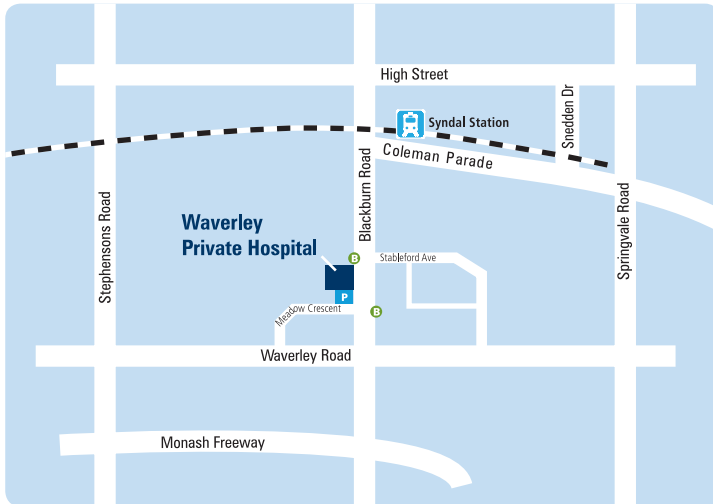 High Street
Snedden Dr
Syndal Station
Coleman Parade
Blackburn Road
Stephensons Road
Springvale Road
Waverley
Private Hospital
B
Stableford Ave
P
Meadow Crescent
B
Waverley Road
Monash Freeway